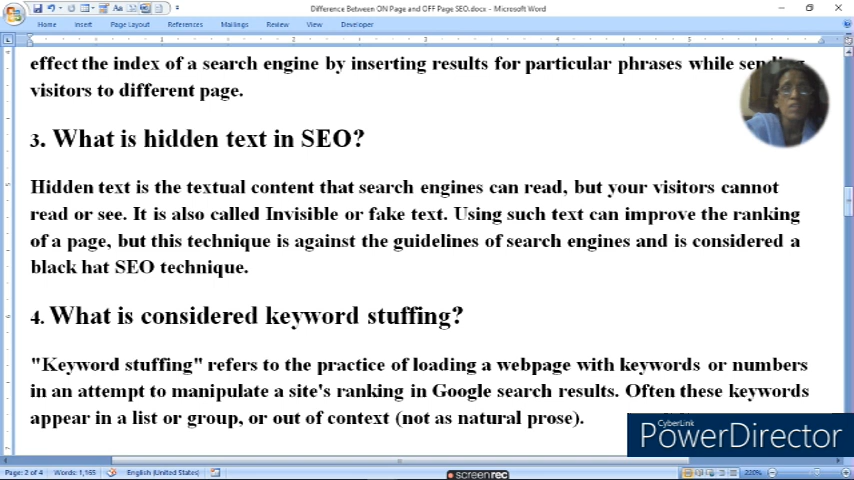 Difference Between ON Page and OFF Page SEO.docx - Microsoft Word
Home Insert Page Layout References Mailings Review View Developer
effect the index of a search engine by inserting results for particular phrases while sending
visitors to different page.
3. What is hidden text in SEO?
Hidden text is the textual content that search engines can read, but your visitors cannot
read or see. It is also called Invisible or fake text. Using such text can improve the ranking
of a page, but this technique is against the guidelines of search engines and is considered a
black hat SEO technique.
4. What is considered keyword stuffing?
"Keyword stuffing" refers to the practice of loading a webpage with keywords or numbers
in an attempt to manipulate a site's ranking in Google search results. Often these keywords
appear in a list or group, or out of context (not as natural prose).
CyberLink
PowerDirector
Page: 2 of 4 Words: 1,165 English (United States) 200%
screenrec